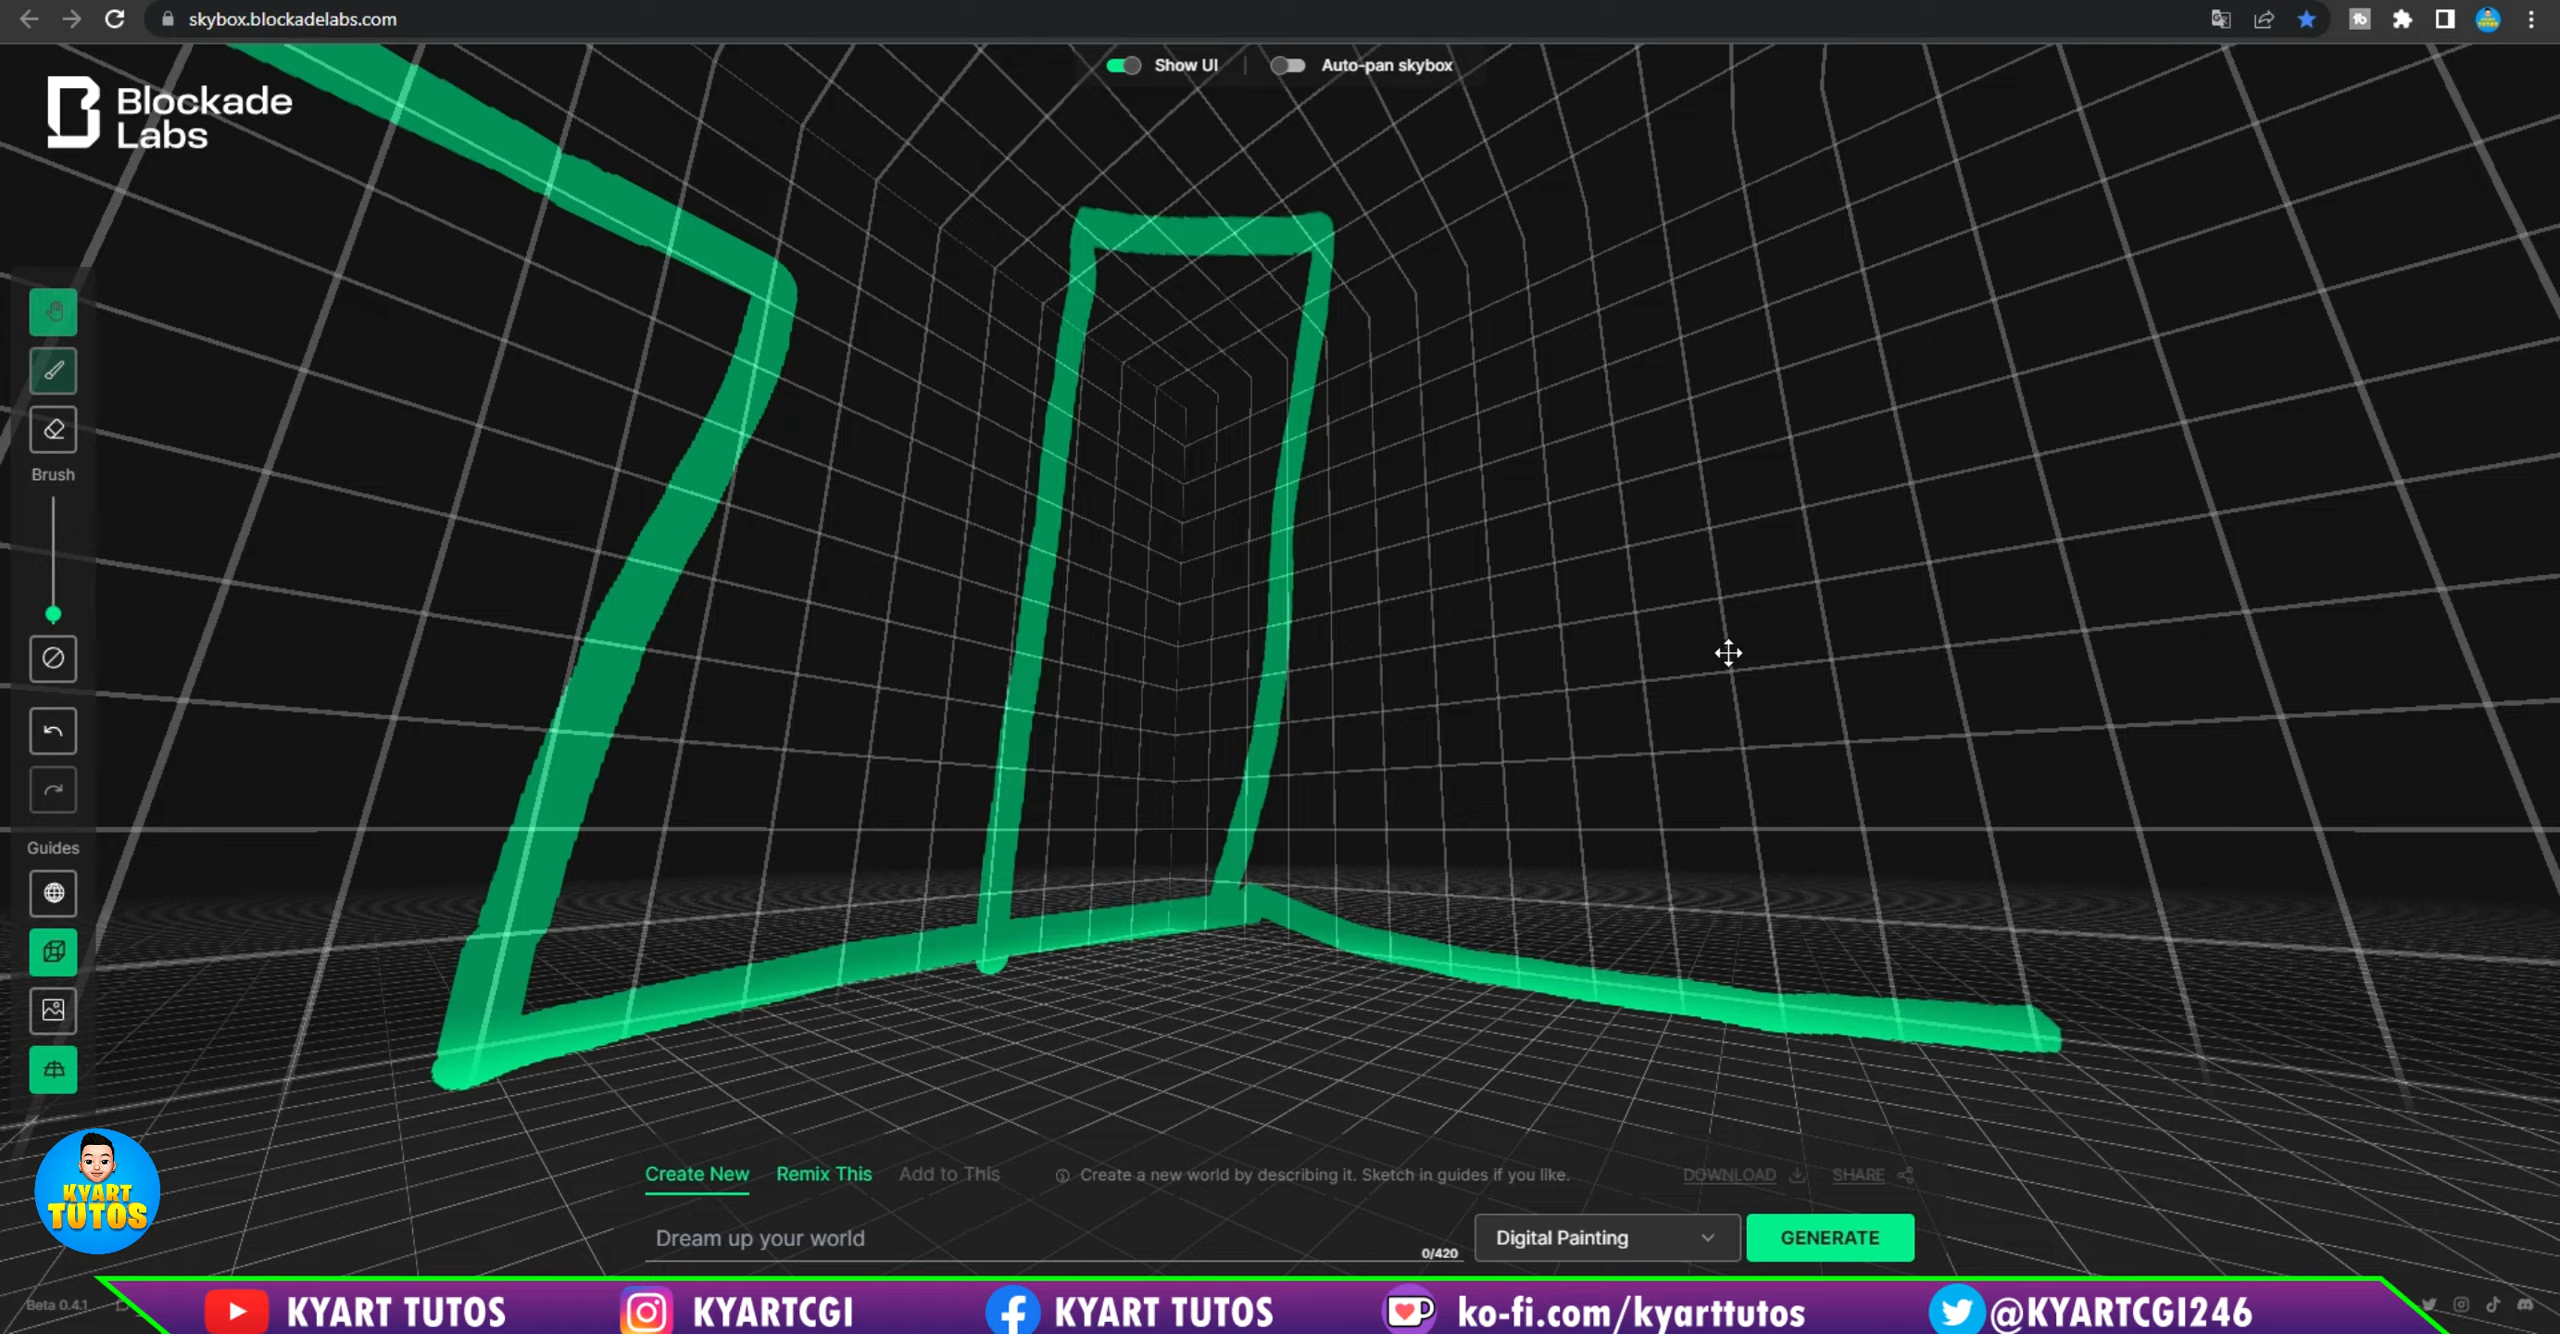 skybox.blockadelabs.com
Show UI
Auto-pan skybox
Blockade
Labs
Brush
Guides
Create New
Remix This
Add to This
Create a new world by describing it. Sketch in guides if you like.
DOWNLOAD
SHARE
Dream up your world
0/420
Digital Painting
GENERATE
KYART
TUTOS
Beta 0.4.1
KYART TUTOS
KYARTCGI
KYART TUTOS
ko-fi.com/kyarttutos
@KYARTCGI246